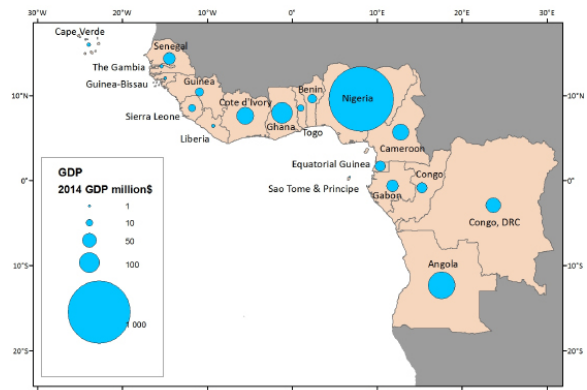 30°W 20°W 10°W 0° 10°E 20°E 30°E
Cape Verde
Senegal
The Gambia
Guinea-Bissau
Guinea
Sierra Leone
Liberia
Cote d'Ivory
Ghana
Togo
Benin
Nigeria
Cameroon
Equatorial Guinea
Sao Tome & Principe
Gabon
Congo
Congo, DRC
Angola
10°N
0°
10°S
20°S
10°N
0°
10°S
20°S
GDP
2014 GDP million$
1
10
50
100
1 000